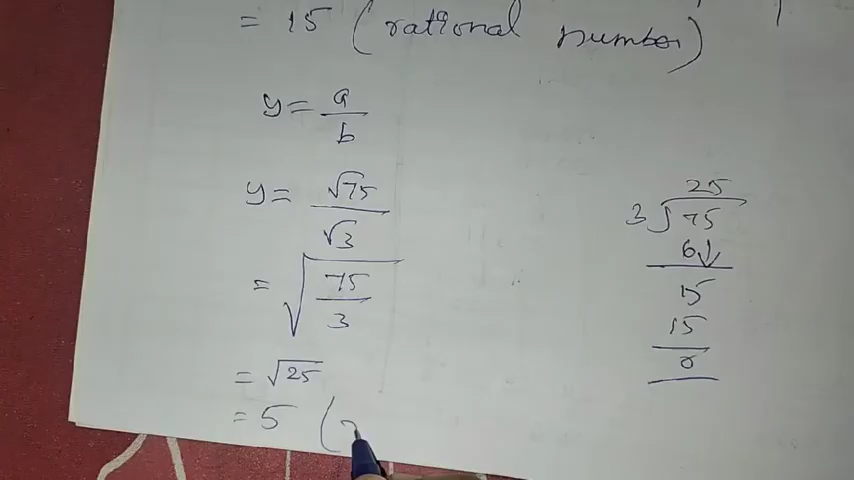 = 15 (rational number)
y = a/b
y = √75/√3
= √(75/3)
= √25
= 5 (r
25
3√75
6↓
15
15
0